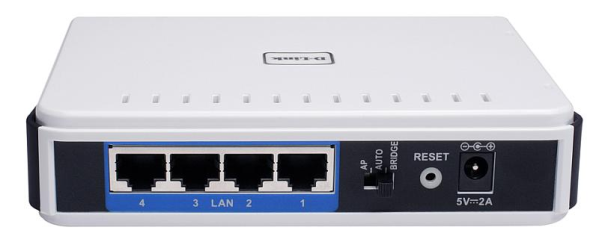 D-Link
AP
AUTO
BRIDGE
RESET
5V⎓2A
4 3 LAN 2 1